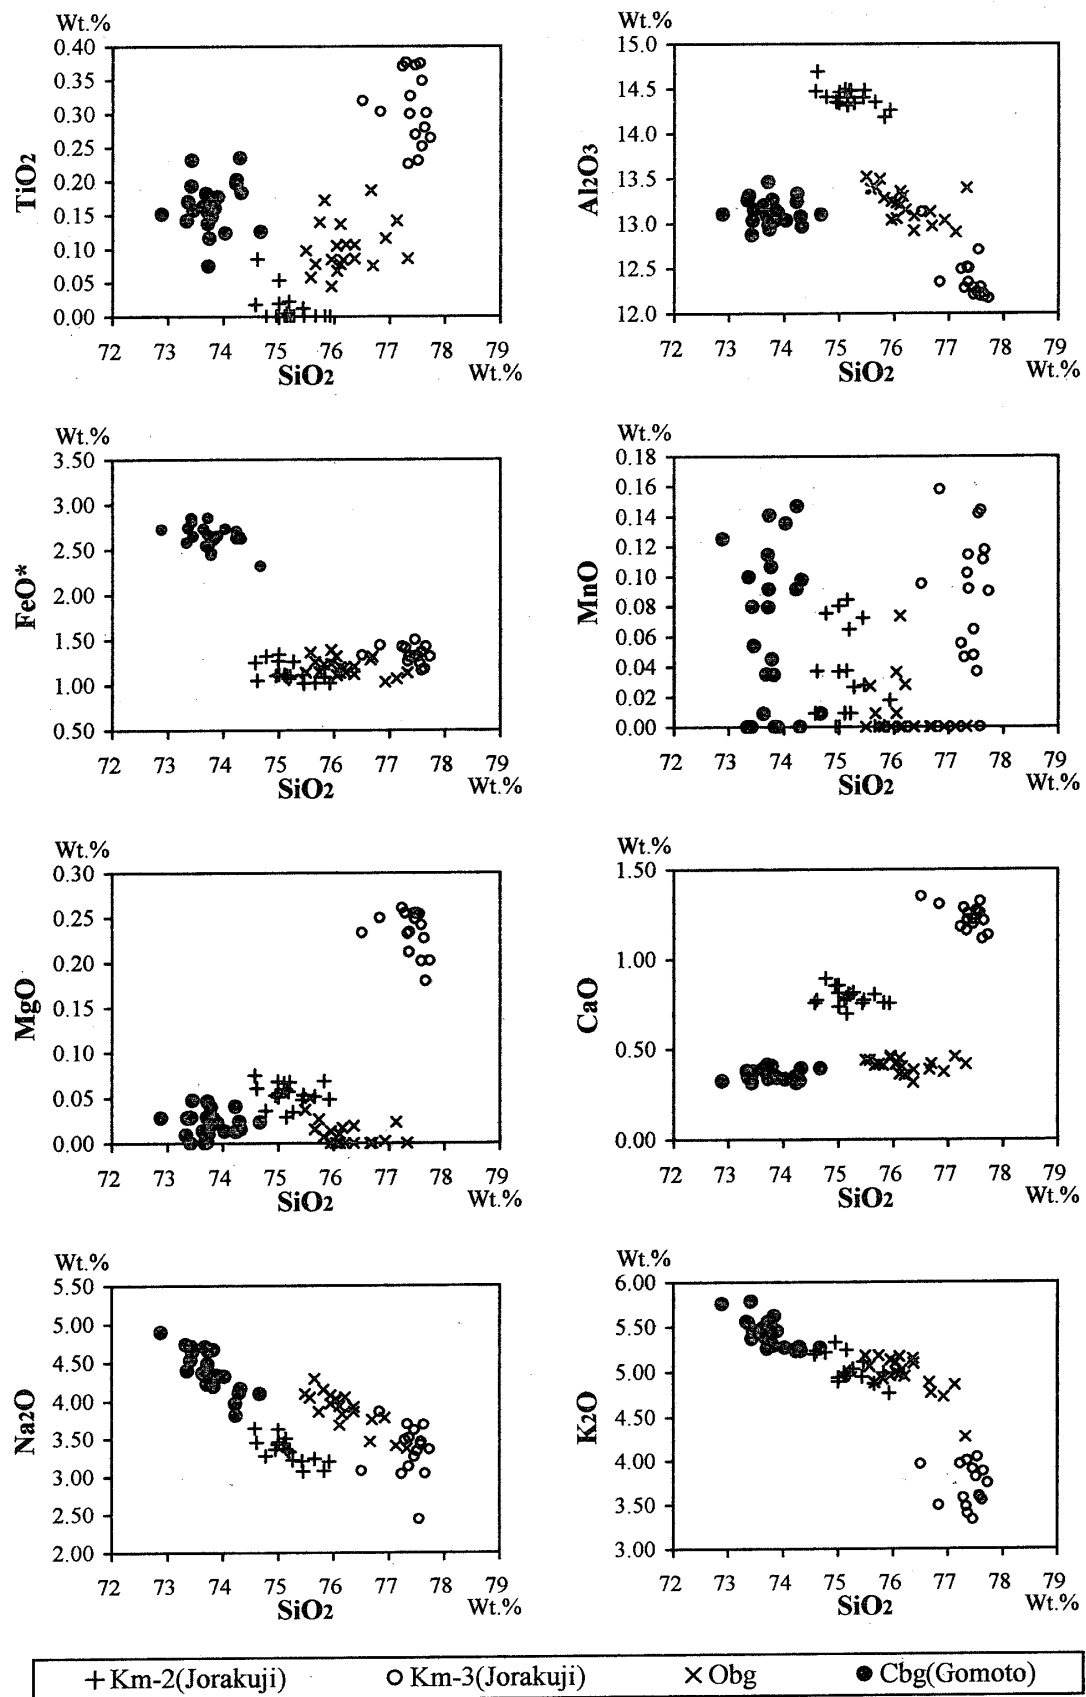 Wt.%
0.40
0.35
0.30
0.25
0.20
0.15
0.10
0.05
0.00
TiO2
72 73 74 75 76 77 78 79
SiO2 Wt.%
Wt.%
15.0
14.5
14.0
13.5
13.0
12.5
12.0
Al2O3
72 73 74 75 76 77 78 79
SiO2 Wt.%
Wt.%
3.50
3.00
2.50
2.00
1.50
1.00
0.50
FeO*
72 73 74 75 76 77 78 79
SiO2 Wt.%
Wt.%
0.18
0.16
0.14
0.12
0.10
0.08
0.06
0.04
0.02
0.00
MnO
72 73 74 75 76 77 78 79
SiO2 Wt.%
Wt.%
0.30
0.25
0.20
0.15
0.10
0.05
0.00
MgO
72 73 74 75 76 77 78 79
SiO2 Wt.%
Wt.%
1.50
1.00
0.50
0.00
CaO
72 73 74 75 76 77 78 79
SiO2 Wt.%
Wt.%
5.50
5.00
4.50
4.00
3.50
3.00
2.50
2.00
Na2O
72 73 74 75 76 77 78 79
SiO2 Wt.%
Wt.%
6.00
5.50
5.00
4.50
4.00
3.50
3.00
K2O
72 73 74 75 76 77 78 79
SiO2 Wt.%
Km-2(Jorakuji) Km-3(Jorakuji) Obg Cbg(Gomoto)